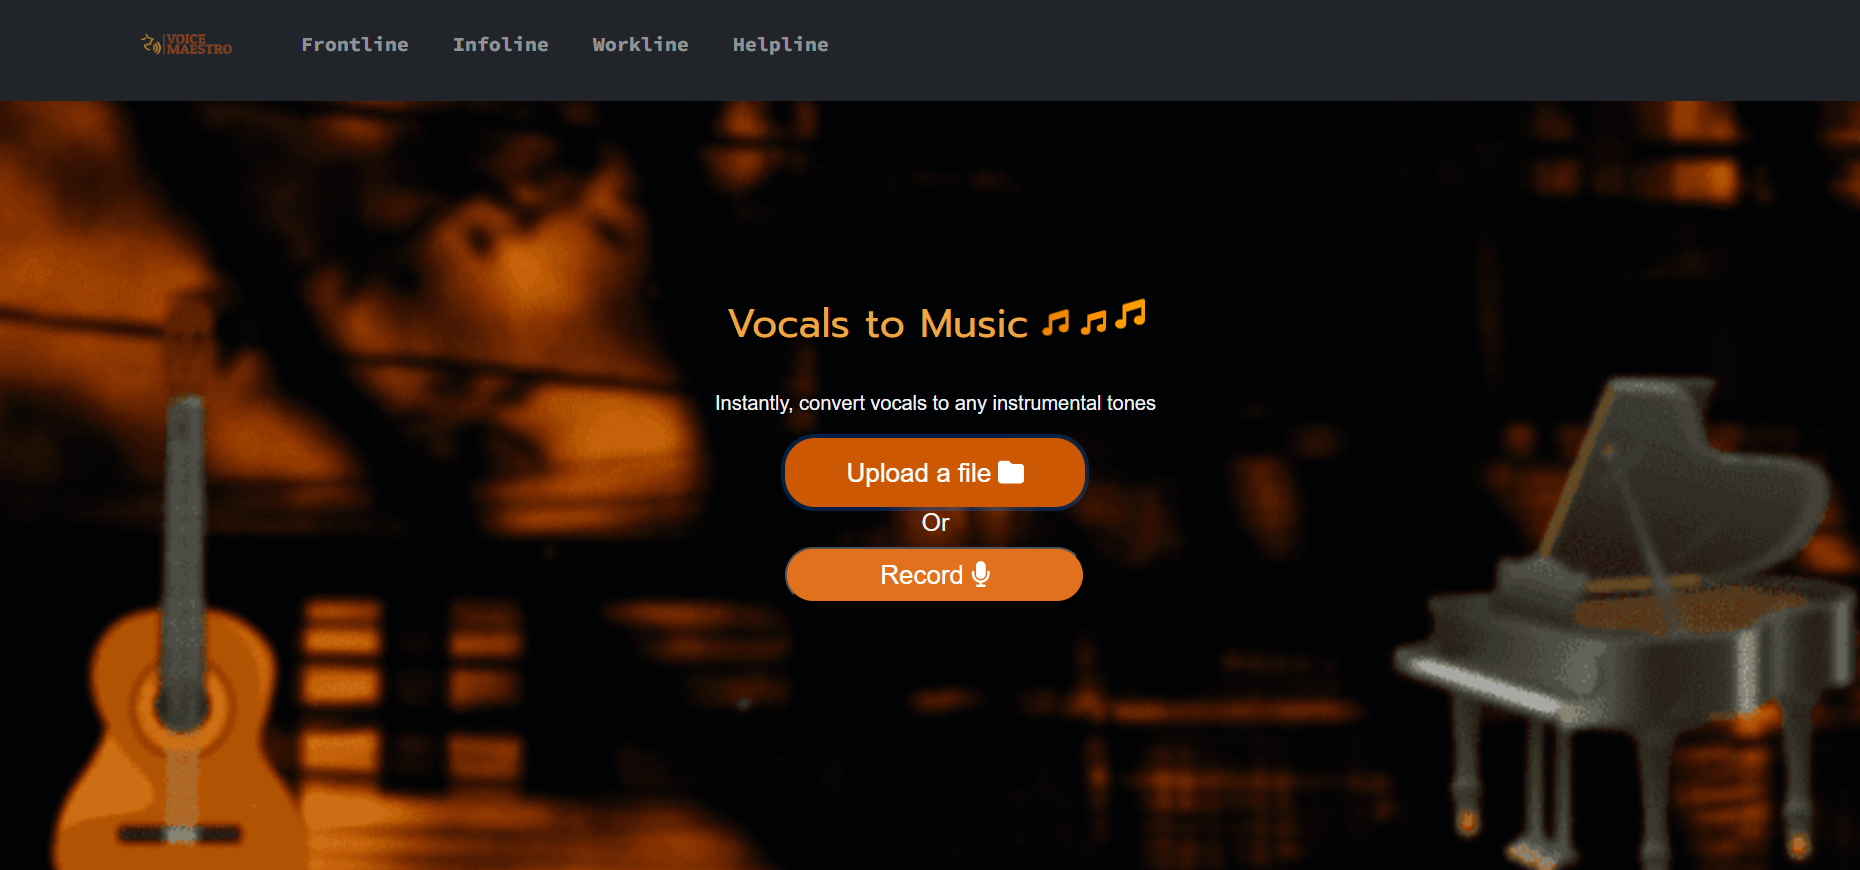 VOICE
MAESTRO
Frontline Infoline Workline Helpline
Vocals to Music
Instantly, convert vocals to any instrumental tones
Upload a file
Or
Record